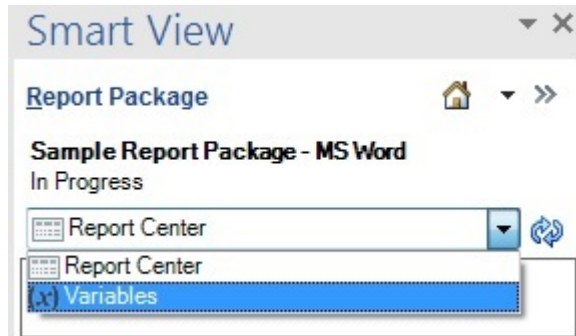 Smart View
Report Package
Sample Report Package - MS Word
In Progress
Report Center
Report Center
(x) Variables